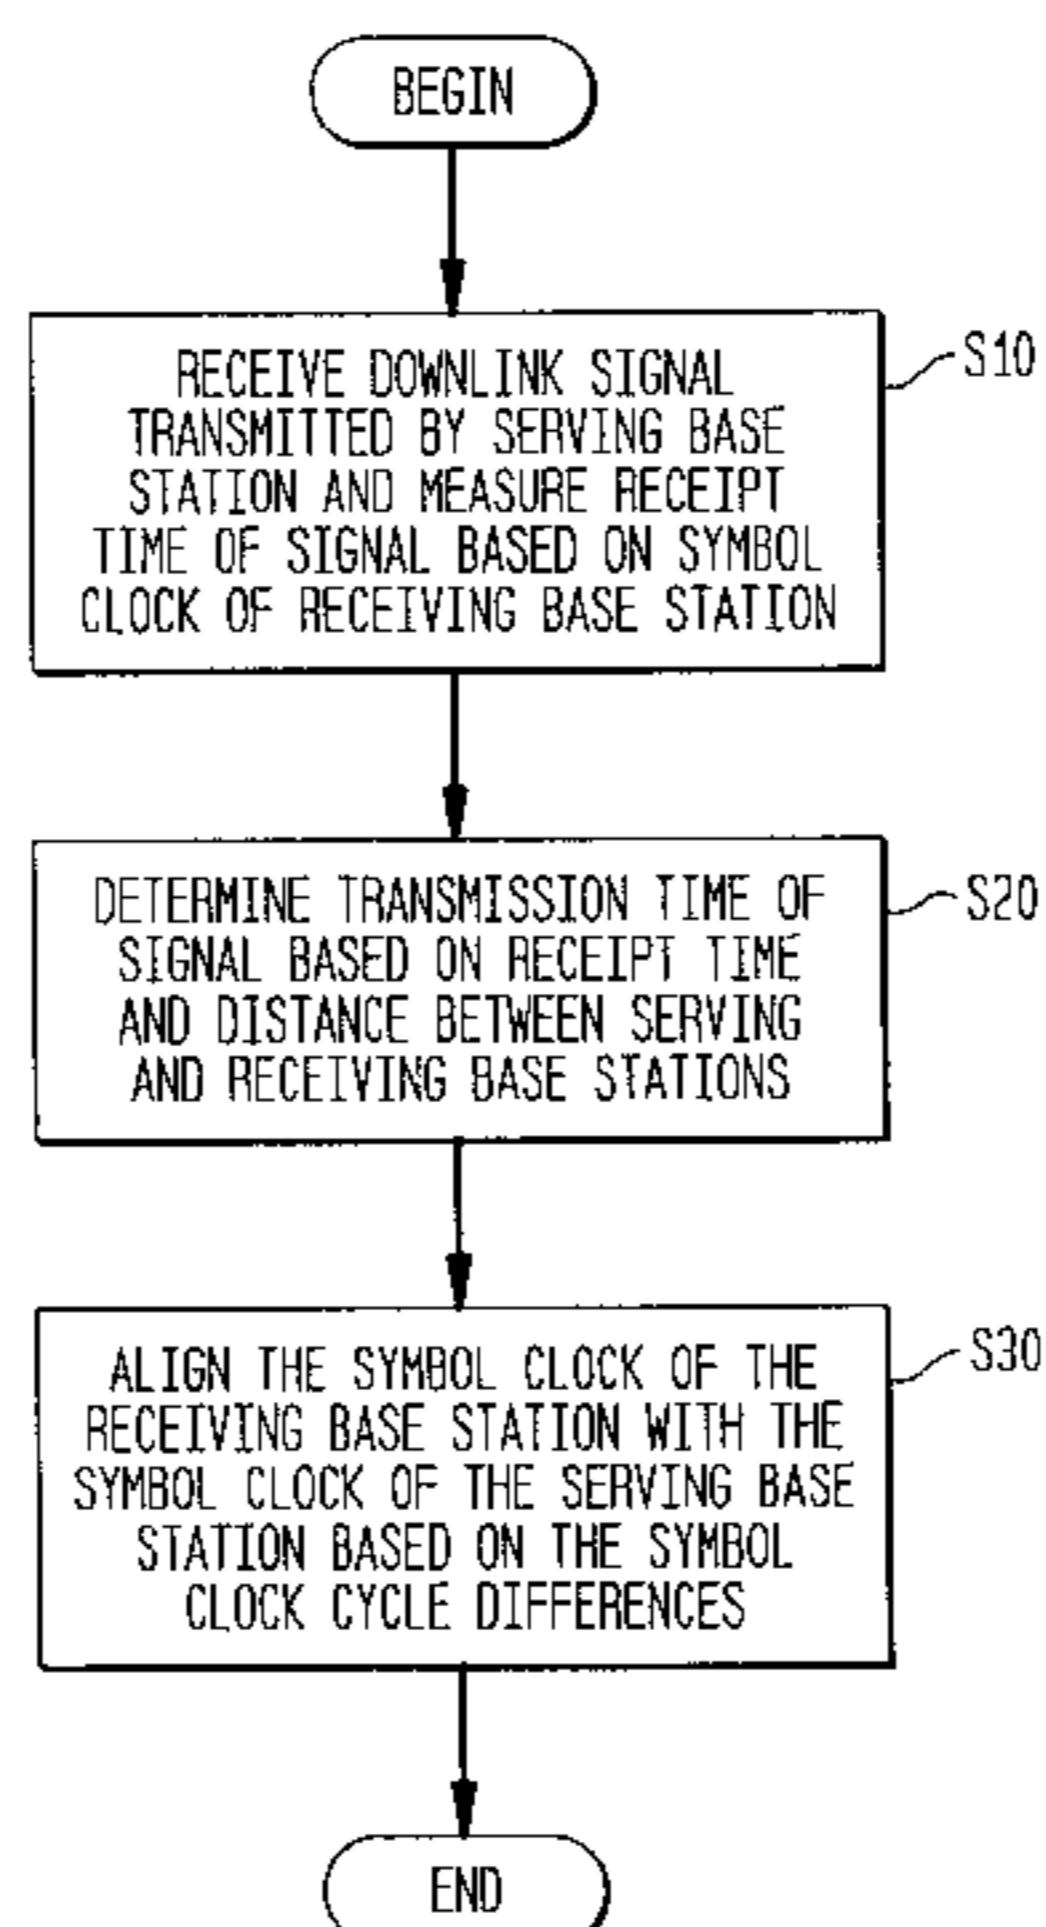 BEGIN
RECEIVE DOWNLINK SIGNAL
TRANSMITTED BY SERVING BASE
STATION AND MEASURE RECEIPT
TIME OF SIGNAL BASED ON SYMBOL
CLOCK OF RECEIVING BASE STATION
S10
DETERMINE TRANSMISSION TIME OF
SIGNAL BASED ON RECEIPT TIME
AND DISTANCE BETWEEN SERVING
AND RECEIVING BASE STATIONS
S20
ALIGN THE SYMBOL CLOCK OF THE
RECEIVING BASE STATION WITH THE
SYMBOL CLOCK OF THE SERVING BASE
STATION BASED ON THE SYMBOL
CLOCK CYCLE DIFFERENCES
S30
END